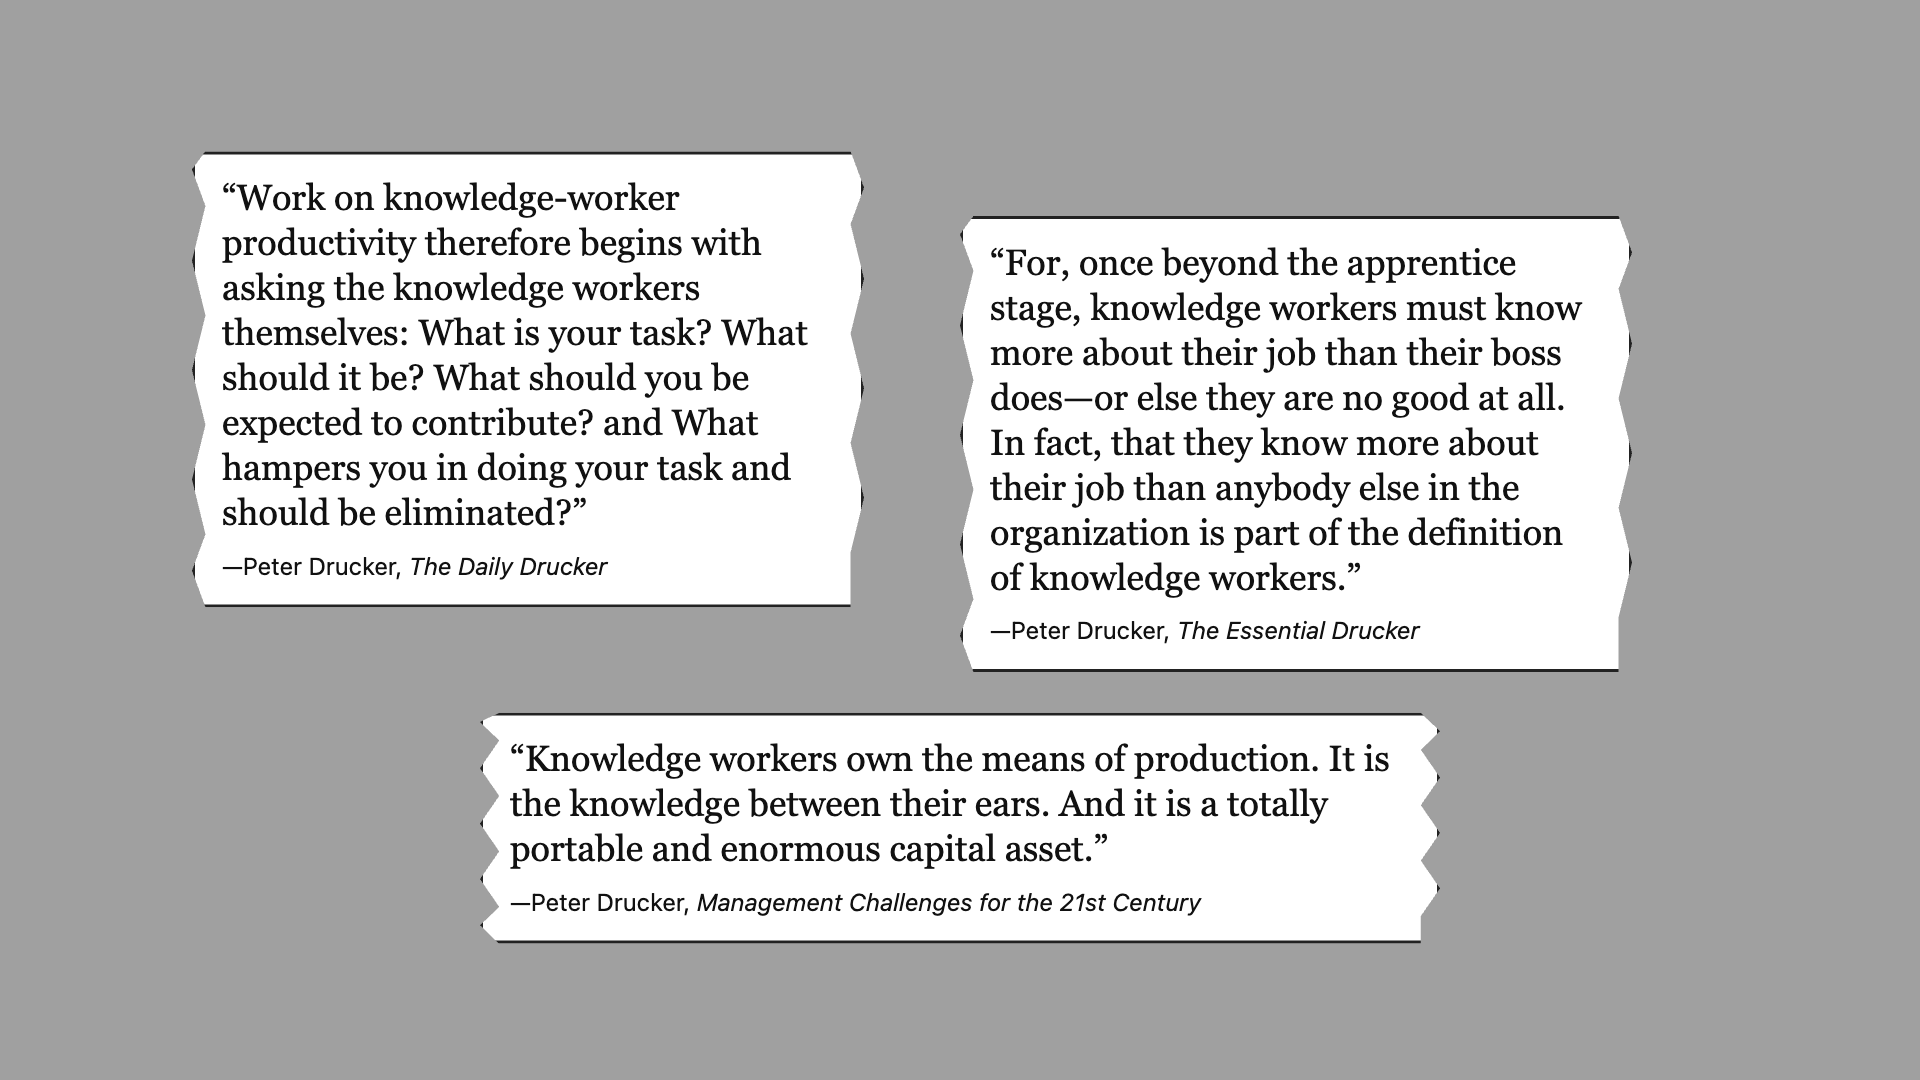 “Work on knowledge-worker
productivity therefore begins with
asking the knowledge workers
themselves: What is your task? What
should it be? What should you be
expected to contribute? and What
hampers you in doing your task and
should be eliminated?”
—Peter Drucker, The Daily Drucker
“For, once beyond the apprentice
stage, knowledge workers must know
more about their job than their boss
does—or else they are no good at all.
In fact, that they know more about
their job than anybody else in the
organization is part of the definition
of knowledge workers.”
—Peter Drucker, The Essential Drucker
“Knowledge workers own the means of production. It is
the knowledge between their ears. And it is a totally
portable and enormous capital asset.”
—Peter Drucker, Management Challenges for the 21st Century